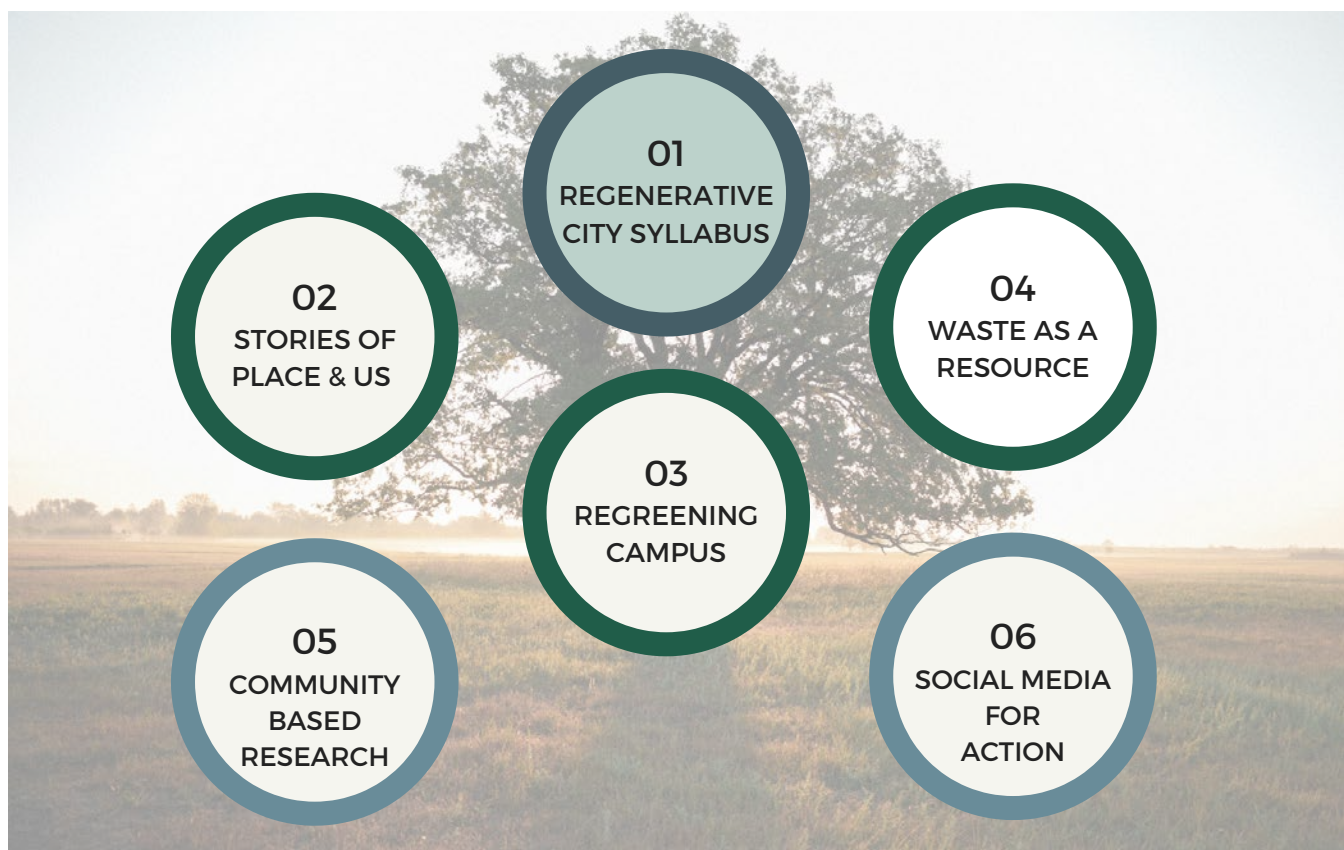 01
REGENERATIVE
CITY SYLLABUS
02
STORIES OF
PLACE & US
03
REGREENING
CAMPUS
04
WASTE AS A
RESOURCE
05
COMMUNITY
BASED
RESEARCH
06
SOCIAL MEDIA
FOR
ACTION